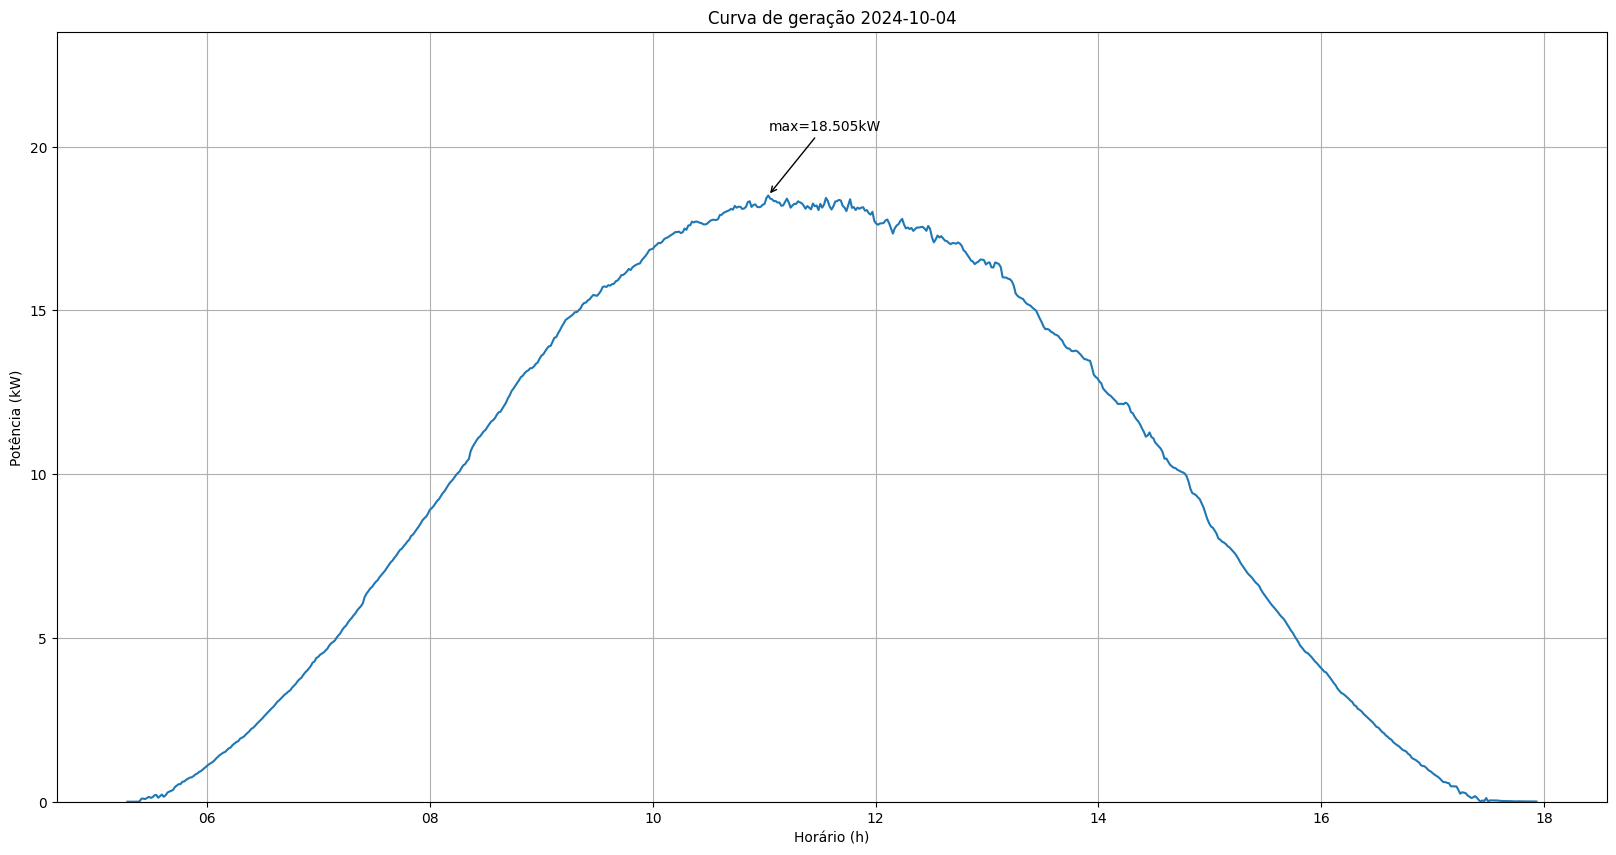 Curva de geração 2024-10-04
max=18.505kW
20
15
10
5
0
Potência (kW)
06 08 10 12 14 16 18
Horário (h)